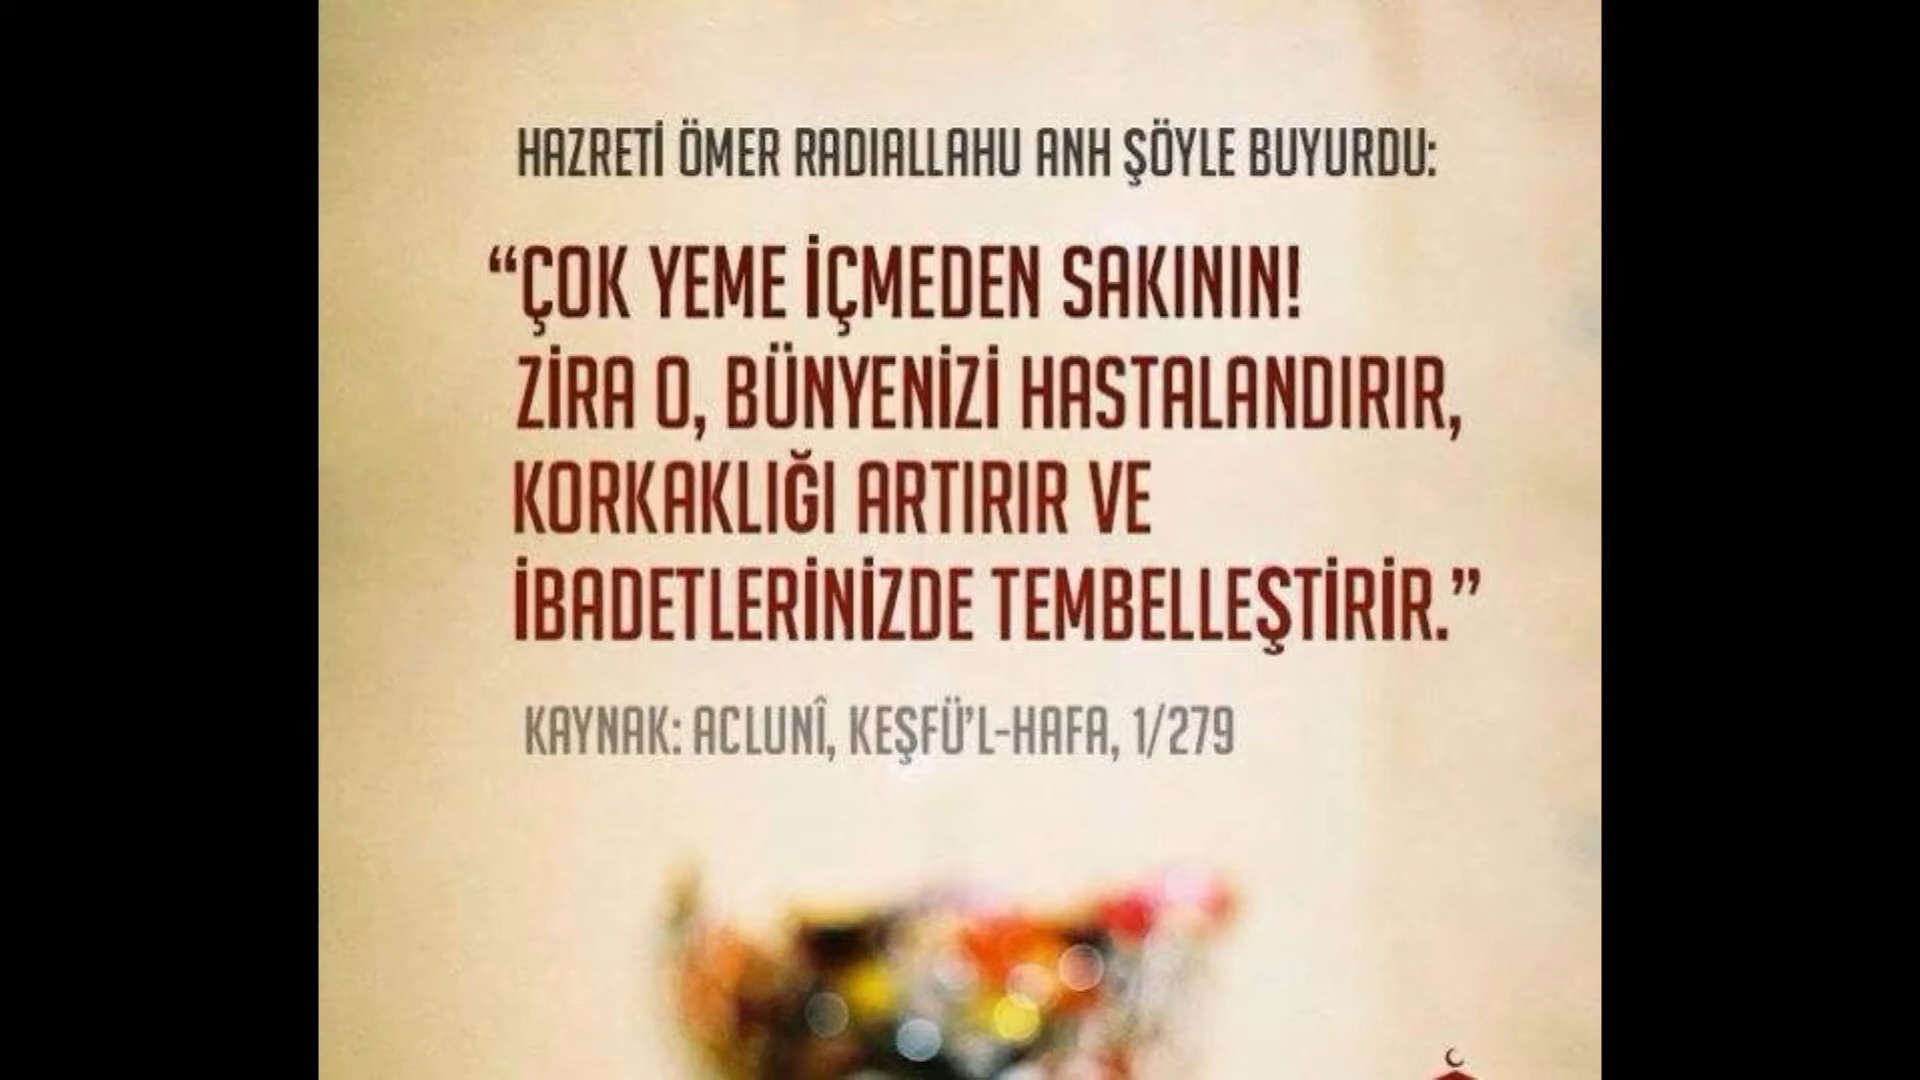 HAZRETİ ÖMER RADIALLAHU ANH ŞÖYLE BUYURDU:
“ÇOK YEME İÇMEDEN SAKININ!
ZİRA O, BÜNYENİZİ HASTALANDIRIR,
KORKAKLIĞI ARTIRIR VE
İBADETLERİNİZDE TEMBELLEŞTİRİR.”
KAYNAK: ACLUNÎ, KEŞFÜ’L-HAFA, 1/279